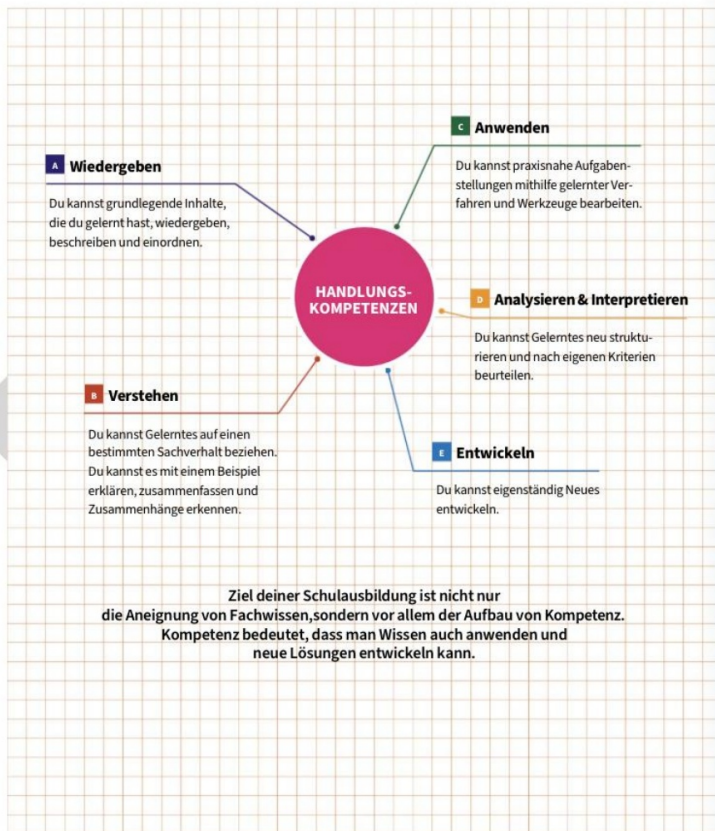 A Wiedergeben
Du kannst grundlegende Inhalte,
die du gelernt hast, wiedergeben,
beschreiben und einordnen.
B Verstehen
Du kannst Gelerntes auf einen
bestimmten Sachverhalt beziehen.
Du kannst es mit einem Beispiel
erklären, zusammenfassen und
Zusammenhänge erkennen.
HANDLUNGS-
KOMPETENZEN
C Anwenden
Du kannst praxisnahe Aufgaben-
stellungen mithilfe gelernter Ver-
fahren und Werkzeuge bearbeiten.
D Analysieren & Interpretieren
Du kannst Gelerntes neu struktu-
rieren und nach eigenen Kriterien
beurteilen.
E Entwickeln
Du kannst eigenständig Neues
entwickeln.
Ziel deiner Schulausbildung ist nicht nur
die Aneignung von Fachwissen,sondern vor allem der Aufbau von Kompetenz.
Kompetenz bedeutet, dass man Wissen auch anwenden und
neue Lösungen entwickeln kann.